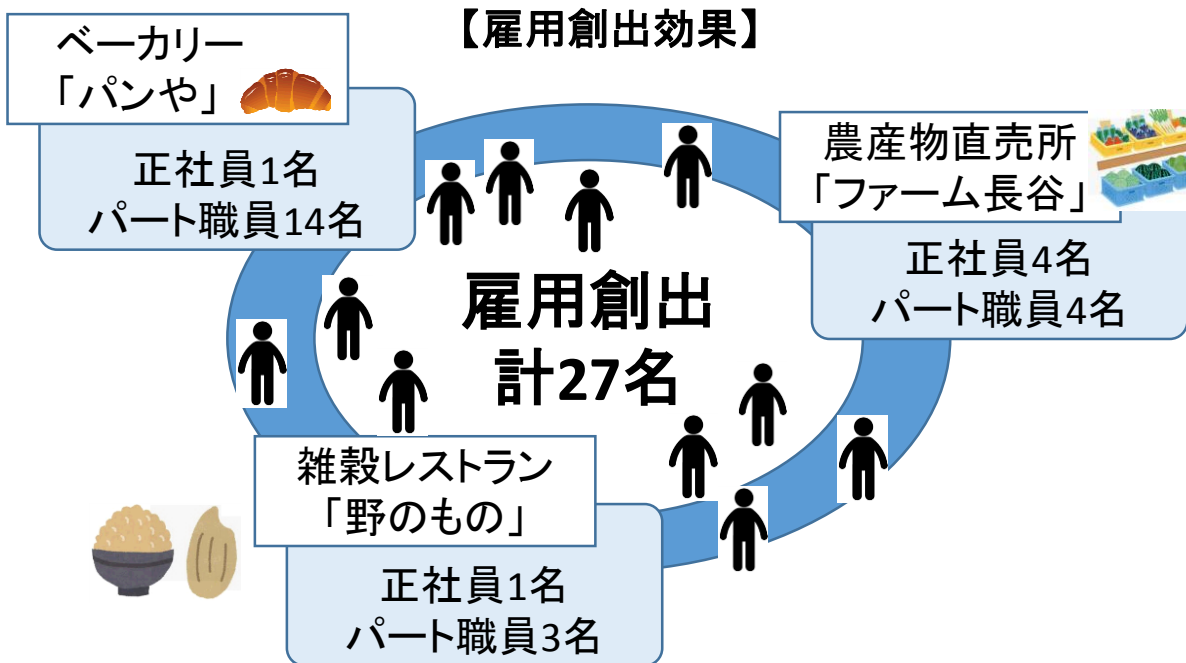 【雇用創出効果】
ベーカリー
「パンや」
正社員1名
パート職員14名
農産物直売所
「ファーム長谷」
正社員4名
パート職員4名
雇用創出
計27名
雑穀レストラン
「野のもの」
正社員1名
パート職員3名